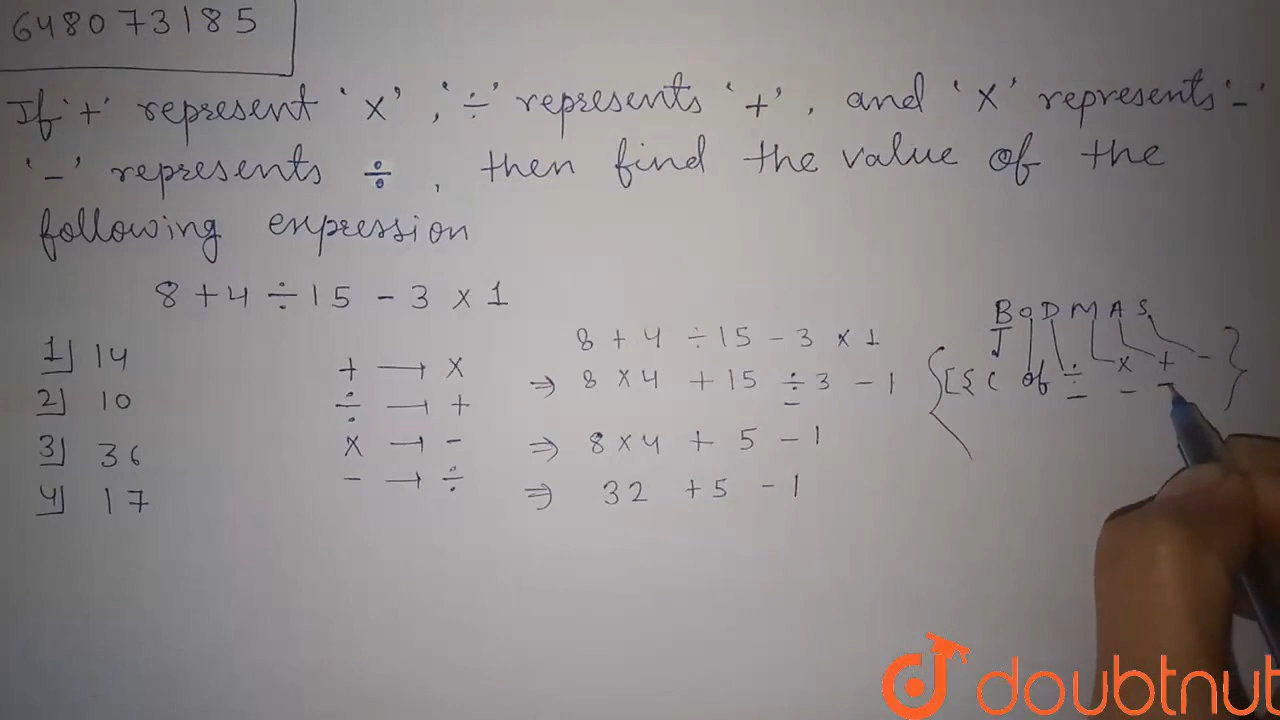 648073185
If '+' represent 'x', '÷' represents '+', and 'x' represents '-'
'-' represents ÷, then find the value of the
following expression
8 + 4 ÷ 15 - 3 x 1
1] 14
2] 10
3] 36
4] 17
+ → x
÷ → +
x → -
- → ÷
8 + 4 ÷ 15 - 3 x 1
⇒ 8 x 4 + 15 ÷ 3 - 1
⇒ 8 x 4 + 5 - 1
⇒ 32 + 5 - 1
B O D M A S
[ { ( of ÷ x + -
doubtnut